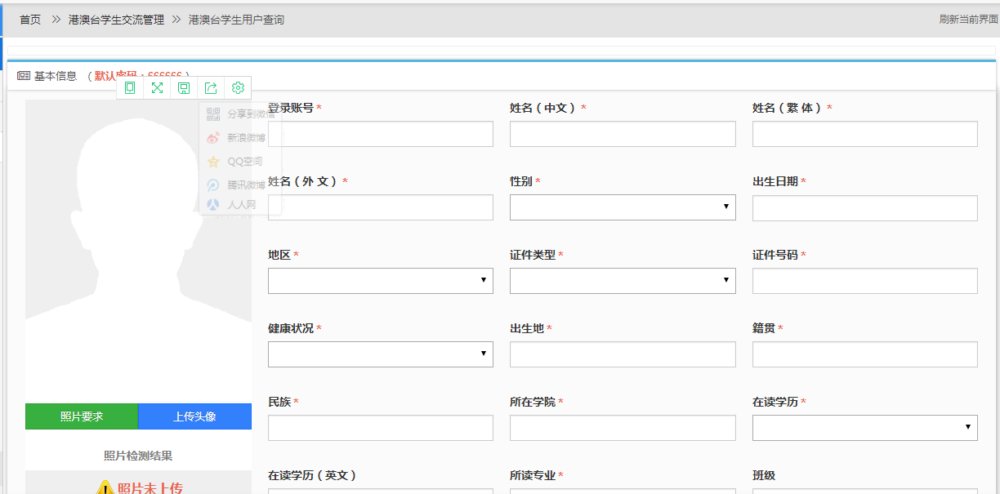 首页 >> 港澳台学生交流管理 >> 港澳台学生用户查询
刷新当前界面
基本信息 （ 默认密码：666666 ）
分享到微信
新浪微博
QQ空间
腾讯微博
人人网
登录账号 *
姓名（中文） *
姓名（繁 体） *
姓名（外 文） *
性别 *
出生日期 *
地区 *
证件类型 *
证件号码 *
健康状况 *
出生地 *
籍贯 *
民族 *
所在学院 *
在读学历 *
照片要求
上传头像
照片检测结果
照片未上传
在读学历（英文）
所读专业 *
班级